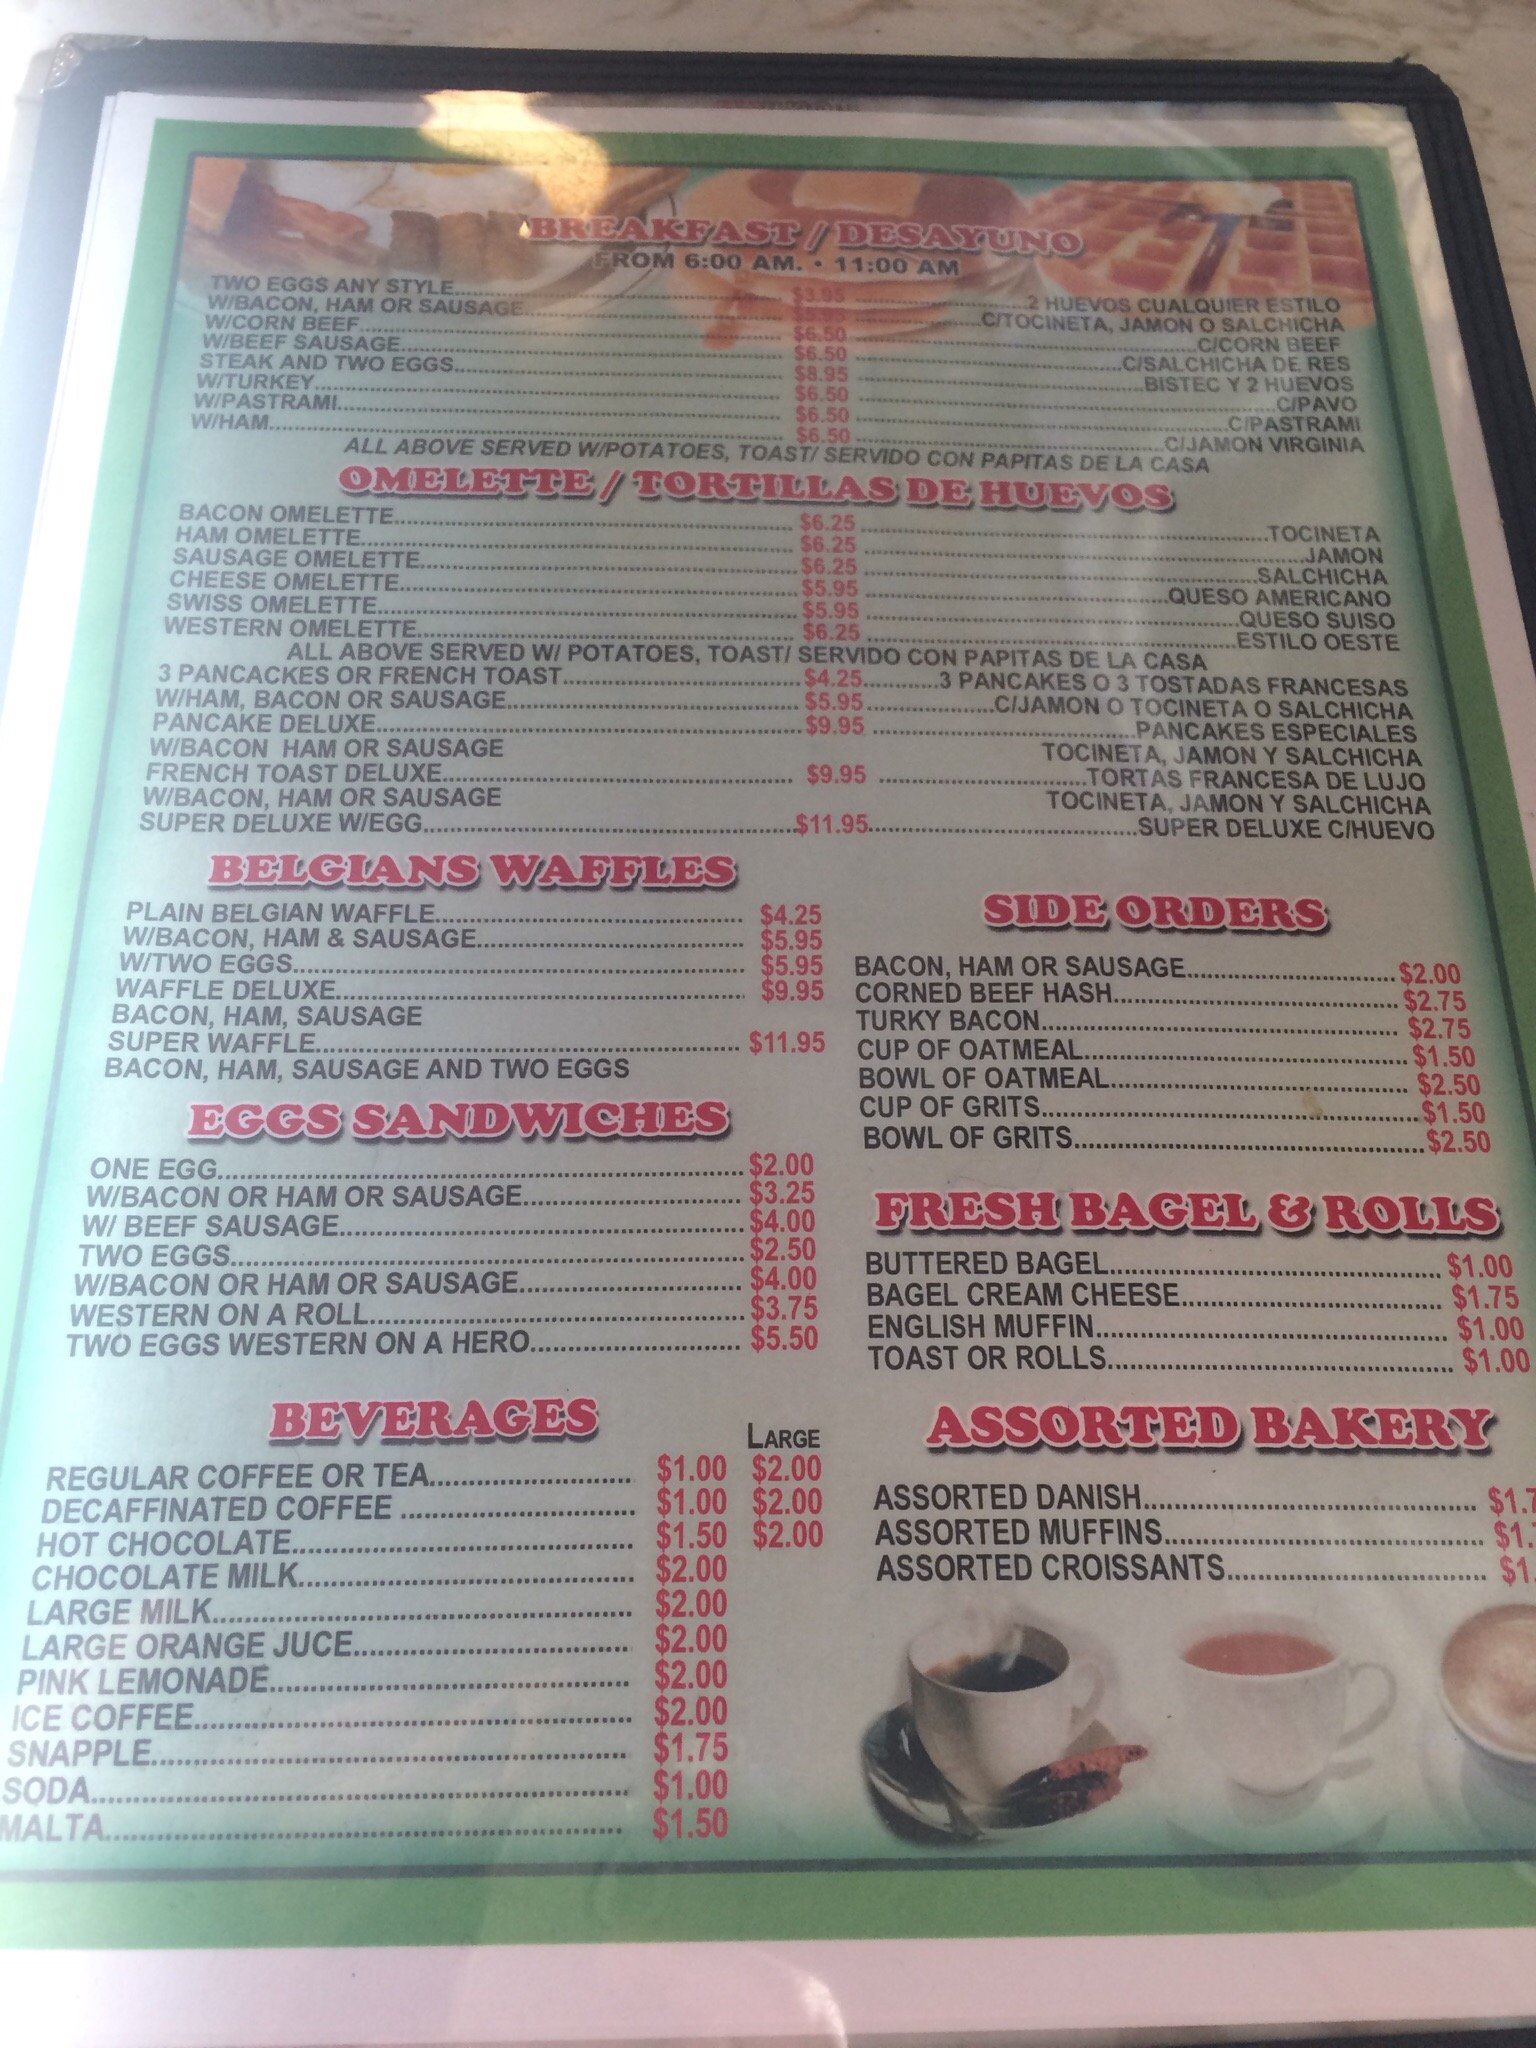 BREAKFAST / DESAYUNO
FROM 6:00 AM. • 11:00 AM
TWO EGGS ANY STYLE $3.95 2 HUEVOS CUALQUIER ESTILO
W/BACON, HAM OR SAUSAGE C/TOCINETA, JAMON O SALCHICHA
W/CORN BEEF $6.50 C/CORN BEEF
W/BEEF SAUSAGE $6.50 C/SALCHICHA DE RES
STEAK AND TWO EGGS $8.95 BISTEC Y 2 HUEVOS
W/TURKEY $6.50 C/PAVO
W/PASTRAMI $6.50 C/PASTRAMI
W/HAM $6.50 C/JAMON VIRGINIA
ALL ABOVE SERVED W/POTATOES, TOAST/ SERVIDO CON PAPITAS DE LA CASA
OMELETTE / TORTILLAS DE HUEVOS
BACON OMELETTE $6.25 TOCINETA
HAM OMELETTE $6.25 JAMON
SAUSAGE OMELETTE $6.25 SALCHICHA
CHEESE OMELETTE $5.95 QUESO AMERICANO
SWISS OMELETTE $5.95 QUESO SUISO
WESTERN OMELETTE $6.25 ESTILO OESTE
ALL ABOVE SERVED W/ POTATOES, TOAST/ SERVIDO CON PAPITAS DE LA CASA
3 PANCACKES OR FRENCH TOAST $4.25 3 PANCAKES O 3 TOSTADAS FRANCESAS
W/HAM, BACON OR SAUSAGE $5.95 C/JAMON O TOCINETA O SALCHICHA
PANCAKE DELUXE $9.95 PANCAKES ESPECIALES
W/BACON HAM OR SAUSAGE TOCINETA, JAMON Y SALCHICHA
FRENCH TOAST DELUXE $9.95 TORTAS FRANCESA DE LUJO
W/BACON, HAM OR SAUSAGE TOCINETA, JAMON Y SALCHICHA
SUPER DELUXE W/EGG $11.95 SUPER DELUXE C/HUEVO
BELGIANS WAFFLES
PLAIN BELGIAN WAFFLE $4.25
W/BACON, HAM & SAUSAGE $5.95
W/TWO EGGS $5.95
WAFFLE DELUXE $9.95
BACON, HAM, SAUSAGE
SUPER WAFFLE $11.95
BACON, HAM, SAUSAGE AND TWO EGGS
EGGS SANDWICHES
ONE EGG $2.00
W/BACON OR HAM OR SAUSAGE $3.25
W/ BEEF SAUSAGE $4.00
TWO EGGS $2.50
W/BACON OR HAM OR SAUSAGE $4.00
WESTERN ON A ROLL $3.75
TWO EGGS WESTERN ON A HERO $5.50
BEVERAGES
LARGE
REGULAR COFFEE OR TEA $1.00 $2.00
DECAFFINATED COFFEE $1.00 $2.00
HOT CHOCOLATE $1.50 $2.00
CHOCOLATE MILK $2.00
LARGE MILK $2.00
LARGE ORANGE JUCE $2.00
PINK LEMONADE $2.00
ICE COFFEE $2.00
SNAPPLE $1.75
SODA $1.00
MALTA $1.50
SIDE ORDERS
BACON, HAM OR SAUSAGE $2.00
CORNED BEEF HASH $2.75
TURKY BACON $2.75
CUP OF OATMEAL $1.50
BOWL OF OATMEAL $2.50
CUP OF GRITS $1.50
BOWL OF GRITS $2.50
FRESH BAGEL & ROLLS
BUTTERED BAGEL $1.00
BAGEL CREAM CHEESE $1.75
ENGLISH MUFFIN $1.00
TOAST OR ROLLS $1.00
ASSORTED BAKERY
ASSORTED DANISH
ASSORTED MUFFINS
ASSORTED CROISSANTS